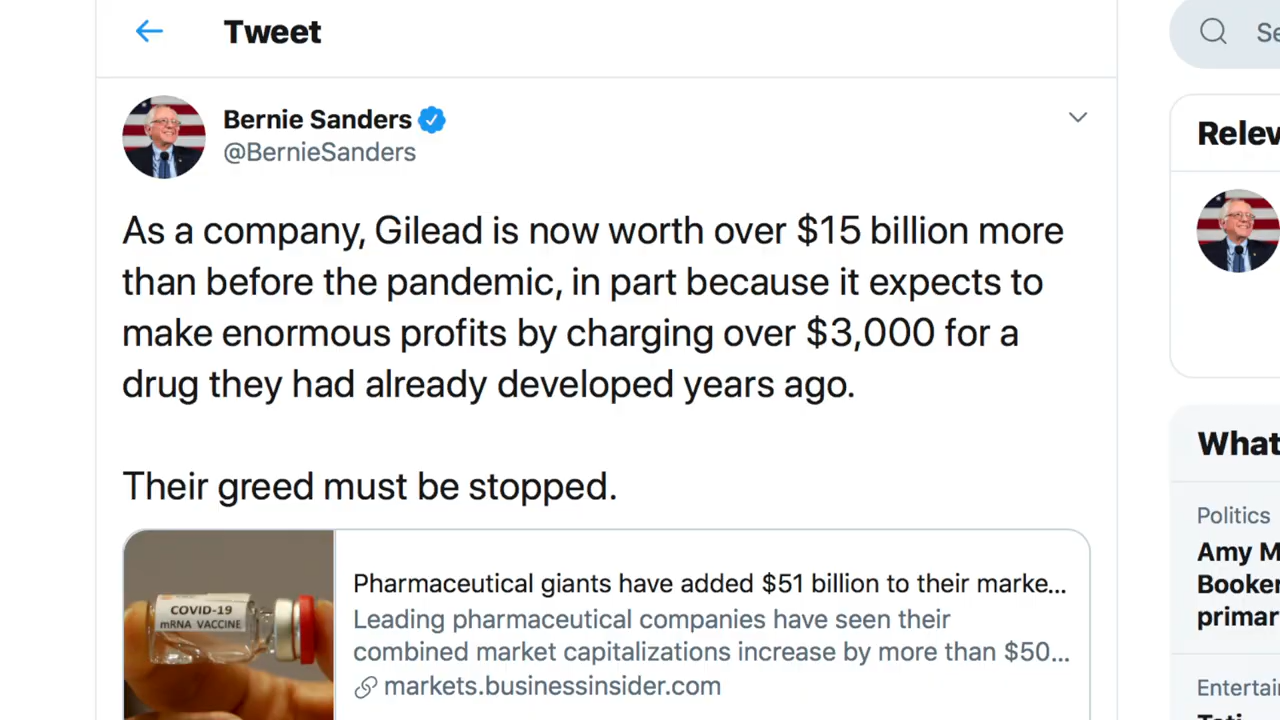 Tweet
Bernie Sanders
@BernieSanders
As a company, Gilead is now worth over $15 billion more
than before the pandemic, in part because it expects to
make enormous profits by charging over $3,000 for a
drug they had already developed years ago.
Their greed must be stopped.
COVID-19
mRNA VACCINE
Pharmaceutical giants have added $51 billion to their marke...
Leading pharmaceutical companies have seen their
combined market capitalizations increase by more than $50...
markets.businessinsider.com
Se
Relev
What
Politics
Amy M
Booker
primar
Entertai